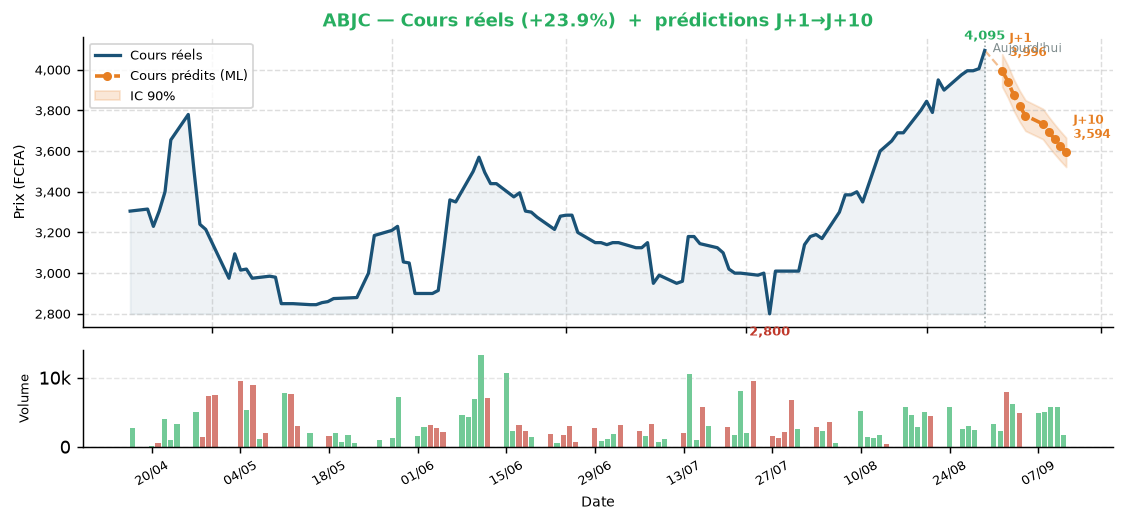 ABJC — Cours réels (+23.9%)  +  prédictions J+1→J+10
Cours réels
Cours prédits (ML)
IC 90%
4,095
J+1
3,996
Aujourd'hui
J+10
3,594
2,800
Prix (FCFA)
4,000
3,800
3,600
3,400
3,200
3,000
2,800
Volume
10k
0
20/04
04/05
18/05
01/06
15/06
29/06
13/07
27/07
10/08
24/08
07/09
Date